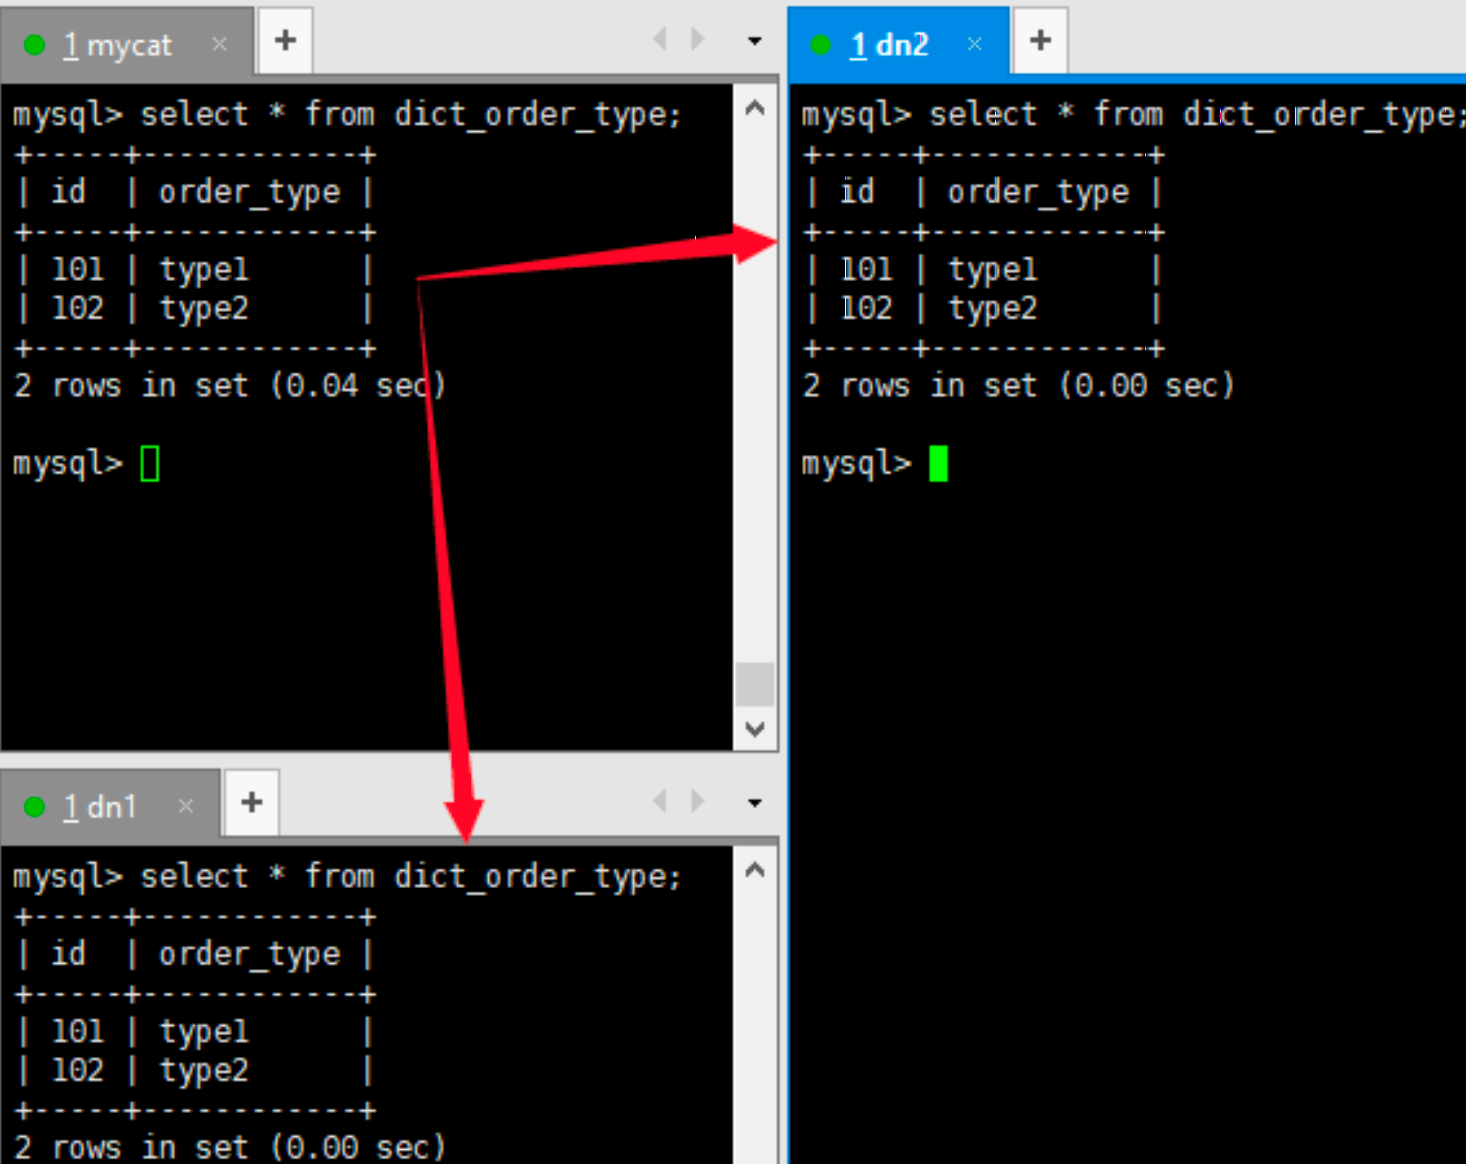 1 mycat × +
mysql> select * from dict_order_type;
+-----+------------+
| id  | order_type |
+-----+------------+
| 101 | type1      |
| 102 | type2      |
+-----+------------+
2 rows in set (0.04 sec)
mysql>
1 dn2 × +
mysql> select * from dict_order_type;
+-----+------------+
| id  | order_type |
+-----+------------+
| 101 | type1      |
| 102 | type2      |
+-----+------------+
2 rows in set (0.00 sec)
mysql>
1 dn1 × +
mysql> select * from dict_order_type;
+-----+------------+
| id  | order_type |
+-----+------------+
| 101 | type1      |
| 102 | type2      |
+-----+------------+
2 rows in set (0.00 sec)